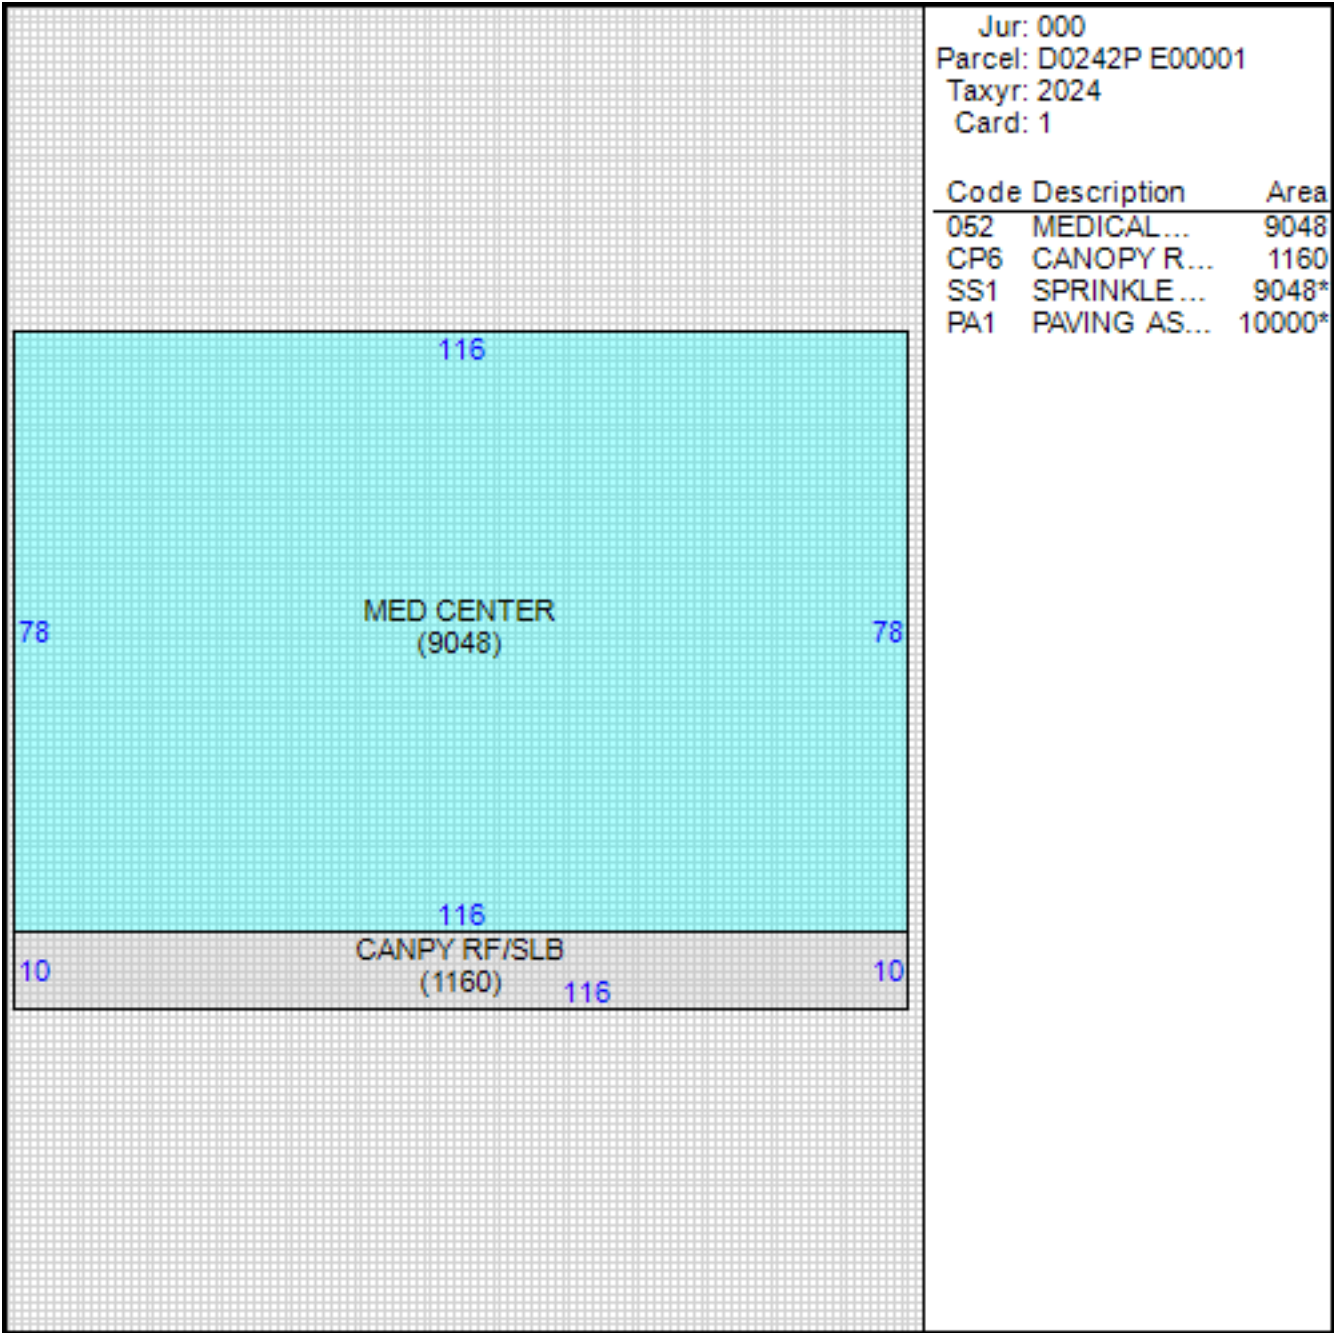 Jur: 000
Parcel: D0242P E00001
Taxyr: 2024
Card: 1
Code Description Area
052 MEDICAL... 9048
CP6 CANOPY R... 1160
SS1 SPRINKLE... 9048*
PA1 PAVING AS... 10000*
116
MED CENTER
(9048)
78
78
116
CANPY RF/SLB
(1160)
10
10
116